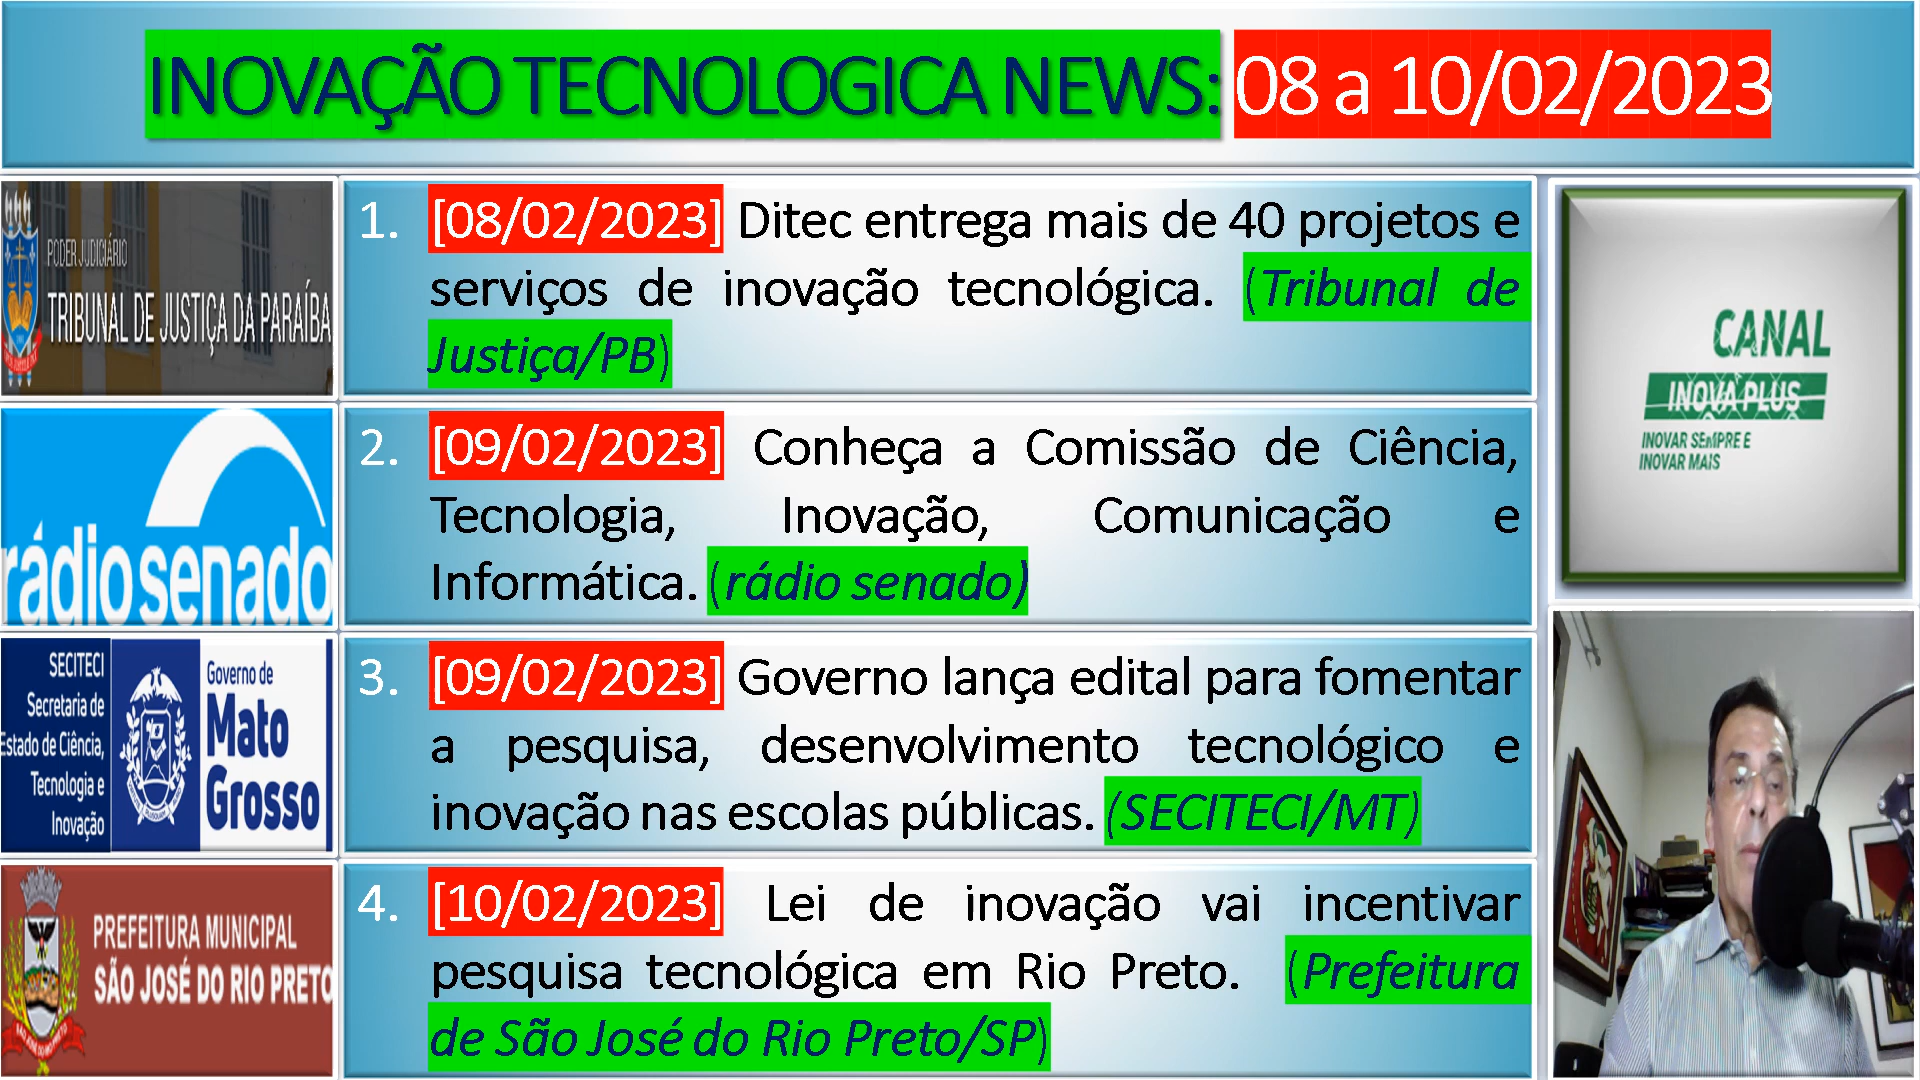 INOVAÇÃO TECNOLOGICA NEWS: 08 a 10/02/2023
PODER JUDICIÁRIO
TRIBUNAL DE JUSTIÇA DA PARAÍBA
1. [08/02/2023] Ditec entrega mais de 40 projetos e
serviços de inovação tecnológica. (Tribunal de
Justiça/PB)
rádio senado
2. [09/02/2023] Conheça a Comissão de Ciência,
Tecnologia, Inovação, Comunicação e
Informática. (rádio senado)
SECITECI
Secretaria de
Estado de Ciência,
Tecnologia e
Inovação
Governo de
Mato
Grosso
3. [09/02/2023] Governo lança edital para fomentar
a pesquisa, desenvolvimento tecnológico e
inovação nas escolas públicas. (SECITECI/MT)
PREFEITURA MUNICIPAL
SÃO JOSÉ DO RIO PRETO
4. [10/02/2023] Lei de inovação vai incentivar
pesquisa tecnológica em Rio Preto. (Prefeitura
de São José do Rio Preto/SP)
CANAL
INOVA PLUS
INOVAR SEMPRE E
INOVAR MAIS